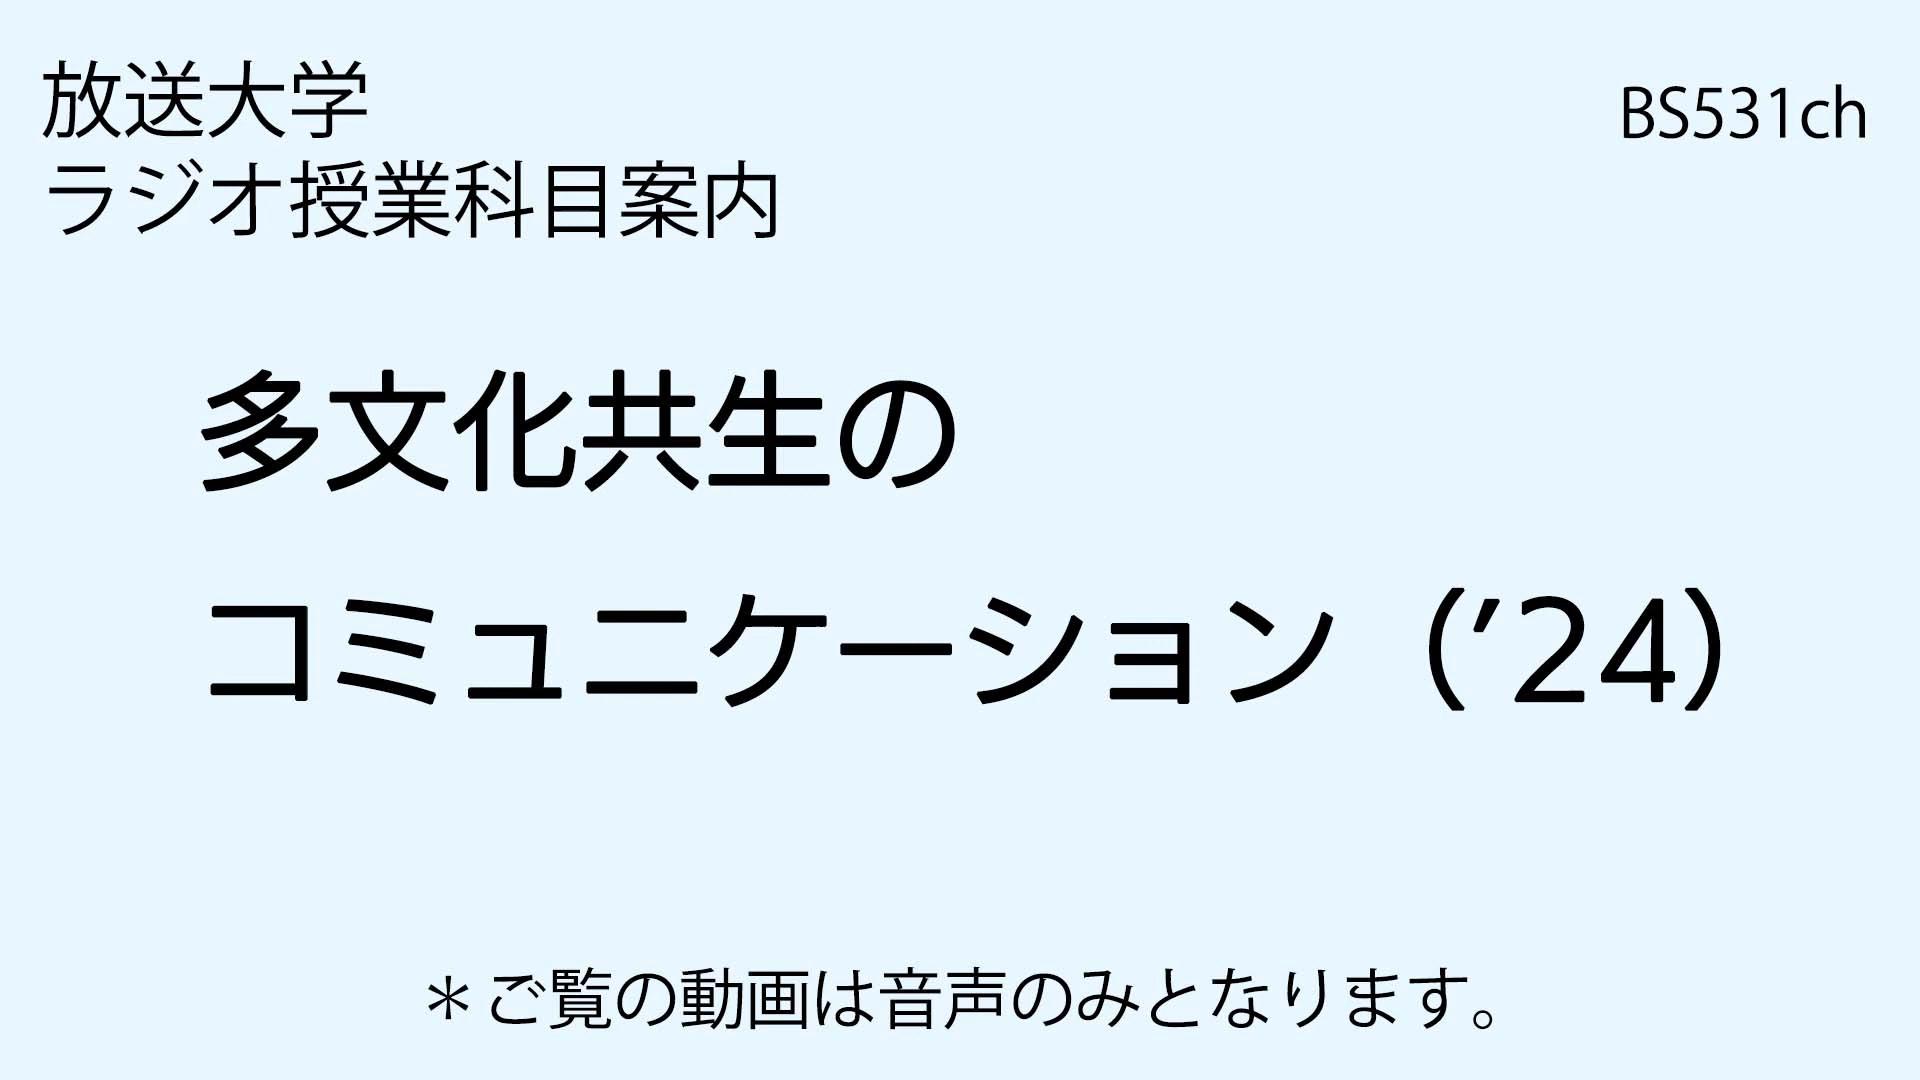 放送大学
BS531ch
ラジオ授業科目案内
多文化共生の
コミュニケーション（’24）
＊ご覧の動画は音声のみとなります。